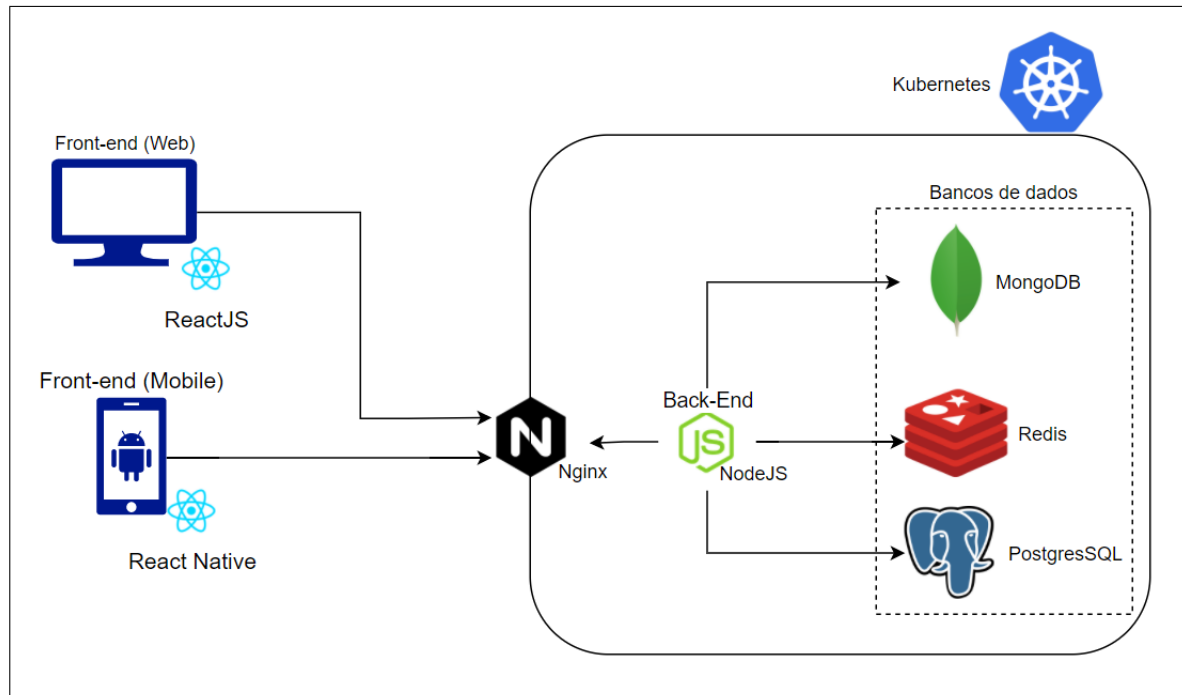 Kubernetes
Front-end (Web)
ReactJS
Bancos de dados
MongoDB
Front-end (Mobile)
React Native
N
Nginx
Back-End
JS
NodeJS
Redis
PostgresSQL